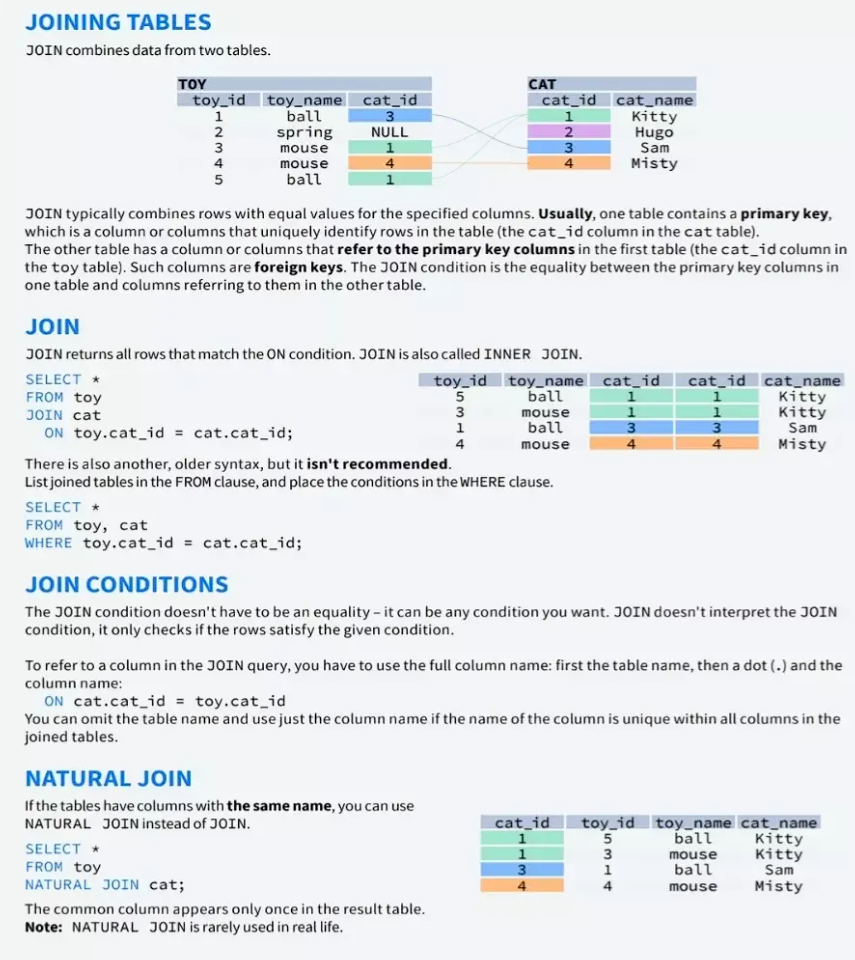 JOINING TABLES
JOIN combines data from two tables.
TOY
toy_id toy_name cat_id
1 ball 3
2 spring NULL
3 mouse 1
4 mouse 4
5 ball 1
CAT
cat_id cat_name
1 Kitty
2 Hugo
3 Sam
4 Misty
JOIN typically combines rows with equal values for the specified columns. Usually, one table contains a primary key,
which is a column or columns that uniquely identify rows in the table (the cat_id column in the cat table).
The other table has a column or columns that refer to the primary key columns in the first table (the cat_id column in
the toy table). Such columns are foreign keys. The JOIN condition is the equality between the primary key columns in
one table and columns referring to them in the other table.
JOIN
JOIN returns all rows that match the ON condition. JOIN is also called INNER JOIN.
SELECT *
FROM toy
JOIN cat
ON toy.cat_id = cat.cat_id;
toy_id toy_name cat_id cat_id cat_name
5 ball 1 1 Kitty
3 mouse 1 1 Kitty
1 ball 3 3 Sam
4 mouse 4 4 Misty
There is also another, older syntax, but it isn't recommended.
List joined tables in the FROM clause, and place the conditions in the WHERE clause.
SELECT *
FROM toy, cat
WHERE toy.cat_id = cat.cat_id;
JOIN CONDITIONS
The JOIN condition doesn't have to be an equality – it can be any condition you want. JOIN doesn't interpret the JOIN
condition, it only checks if the rows satisfy the given condition.
To refer to a column in the JOIN query, you have to use the full column name: first the table name, then a dot (.) and the
column name:
ON cat.cat_id = toy.cat_id
You can omit the table name and use just the column name if the name of the column is unique within all columns in the
joined tables.
NATURAL JOIN
If the tables have columns with the same name, you can use
NATURAL JOIN instead of JOIN.
SELECT *
FROM toy
NATURAL JOIN cat;
cat_id toy_id toy_name cat_name
1 5 ball Kitty
1 3 mouse Kitty
3 1 ball Sam
4 4 mouse Misty
The common column appears only once in the result table.
Note: NATURAL JOIN is rarely used in real life.